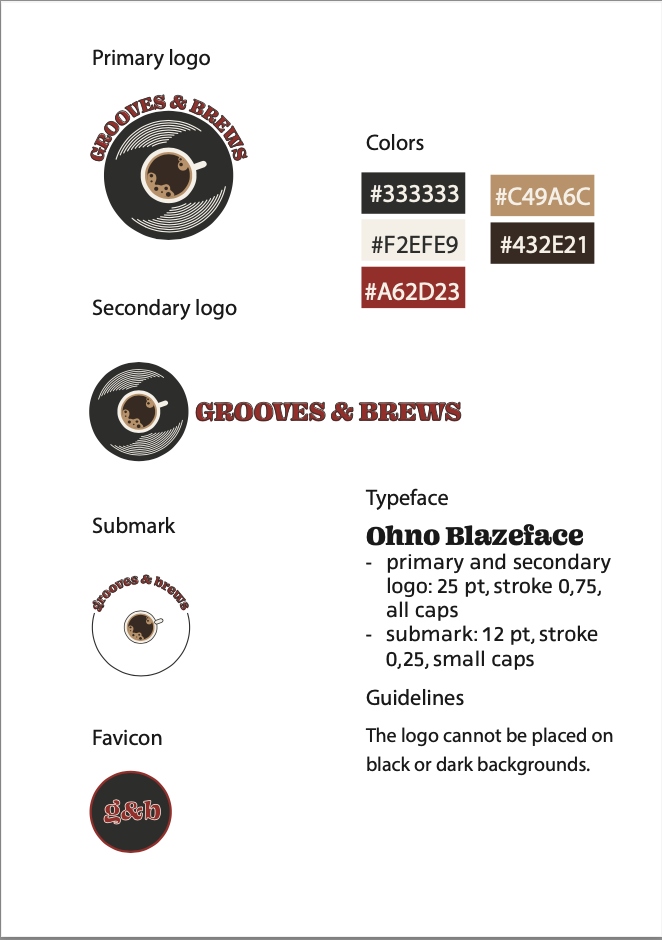 Primary logo
GROOVES & BREWS
Colors
#333333
#C49A6C
#F2EFE9
#432E21
#A62D23
Secondary logo
GROOVES & BREWS
Submark
grooves & brews
Favicon
g&b
Typeface
Ohno Blazeface
- primary and secondary
logo: 25 pt, stroke 0,75,
all caps
- submark: 12 pt, stroke
0,25, small caps
Guidelines
The logo cannot be placed on
black or dark backgrounds.